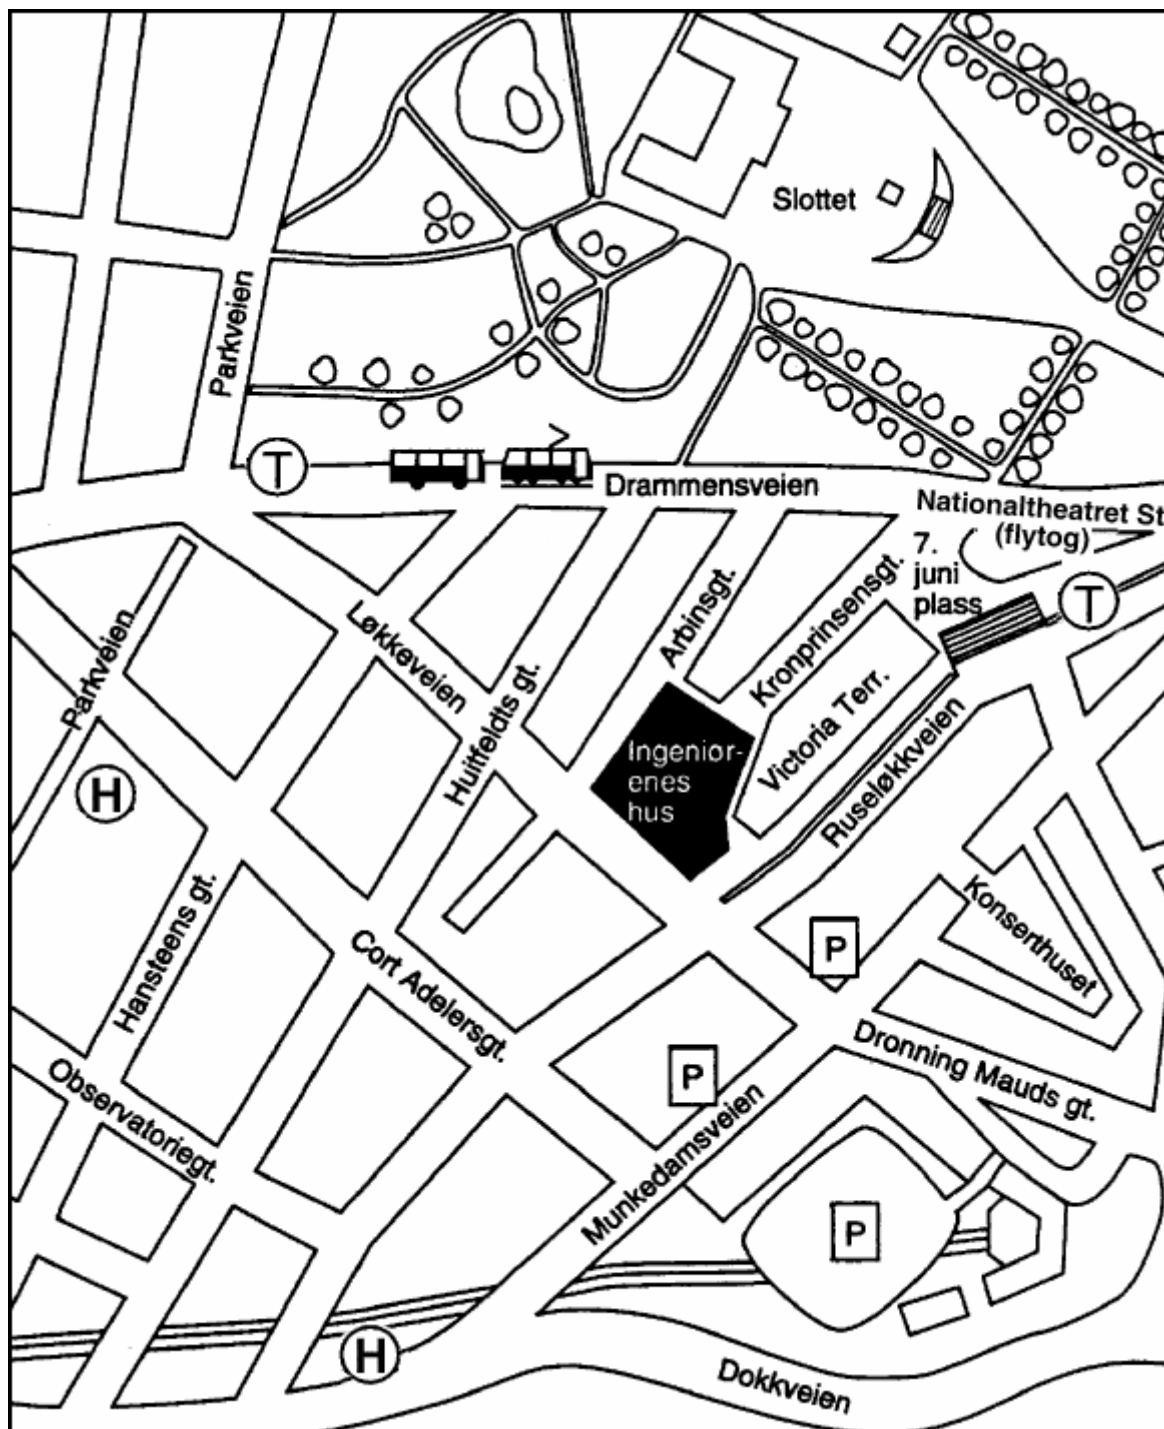 Slottet
Parkveien
T
Drammensveien
Nationaltheatret St
(flytog)
7.
juni
plass
T
Løkkeveien
Arbinsgt.
Kronprinsensgt.
Parkveien
Huitfeldts gt.
Victoria Terr.
Ruseløkkveien
Ingeniør-
enes
hus
H
Hansteens gt.
Konserthuset
P
Cort Adelersgt.
Dronning Mauds gt.
P
Observatoriegt.
Munkedamsveien
P
H
Dokkveien